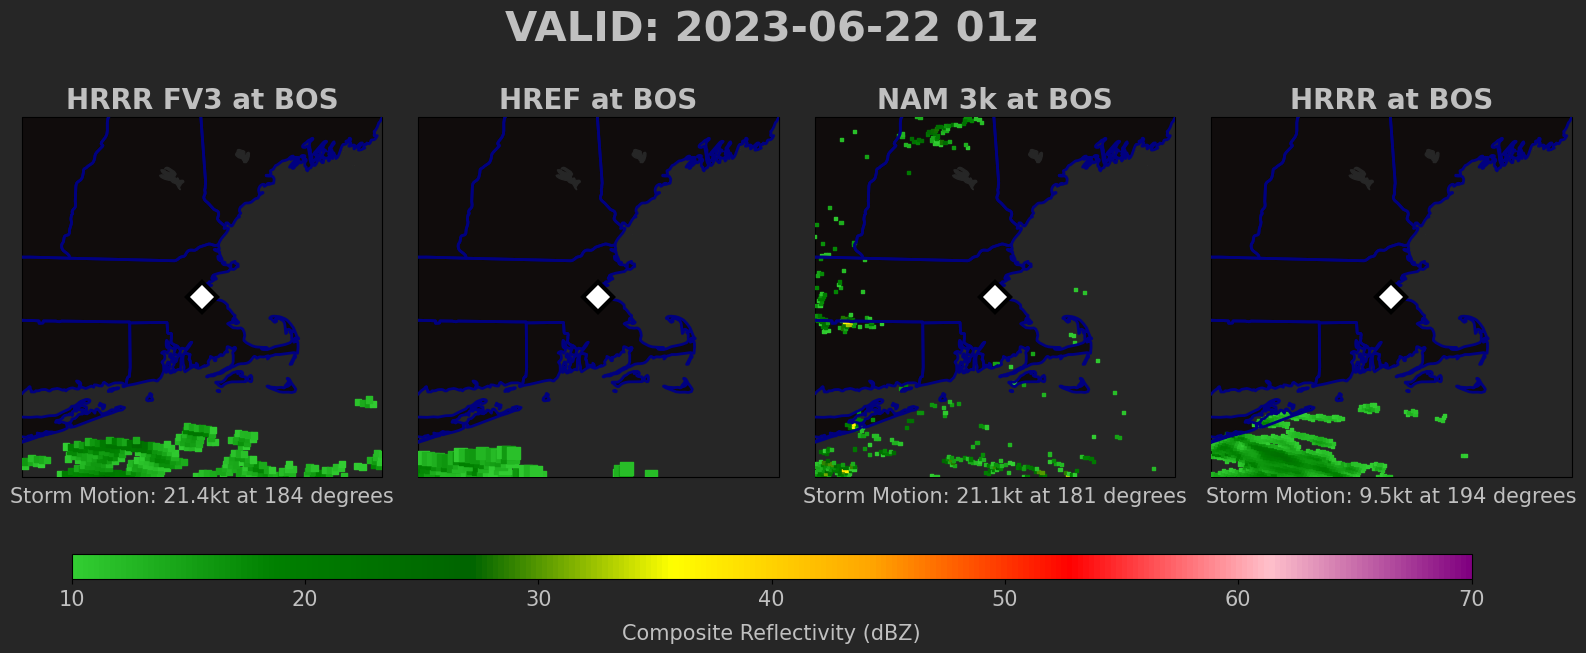 VALID: 2023-06-22 01z
HRRR FV3 at BOS
HREF at BOS
NAM 3k at BOS
HRRR at BOS
Storm Motion: 21.4kt at 184 degrees
Storm Motion: 21.1kt at 181 degrees
Storm Motion: 9.5kt at 194 degrees
10 20 30 40 50 60 70
Composite Reflectivity (dBZ)